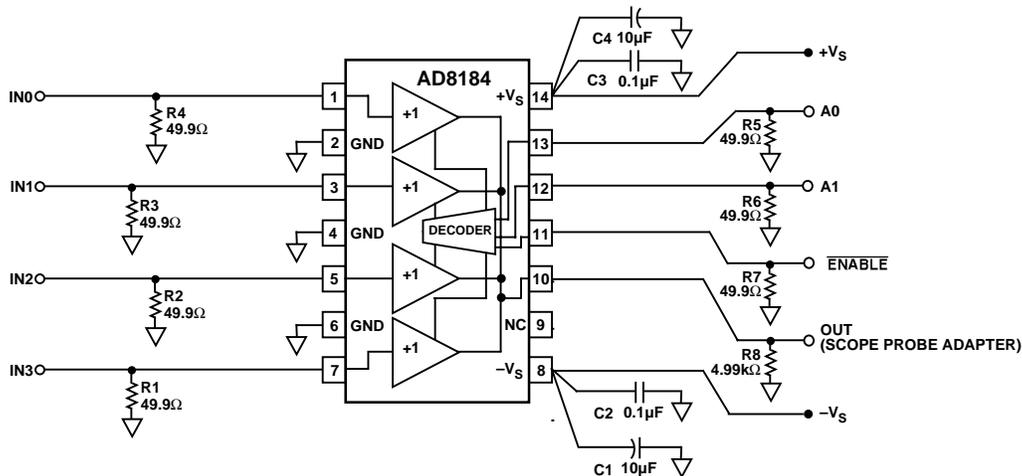 C4 10µF
C3 0.1µF
+VS
AD8184
IN0
R4
49.9Ω
1
+1
+VS
14
A0
R5
49.9Ω
2
GND
13
IN1
R3
49.9Ω
3
+1
12
A1
R6
49.9Ω
4
GND
DECODER
11
ENABLE
R7
49.9Ω
IN2
R2
49.9Ω
5
+1
10
OUT
(SCOPE PROBE ADAPTER)
R8
4.99kΩ
6
GND
NC
9
IN3
R1
49.9Ω
7
+1
–VS
8
C2 0.1µF
–VS
C1 10µF